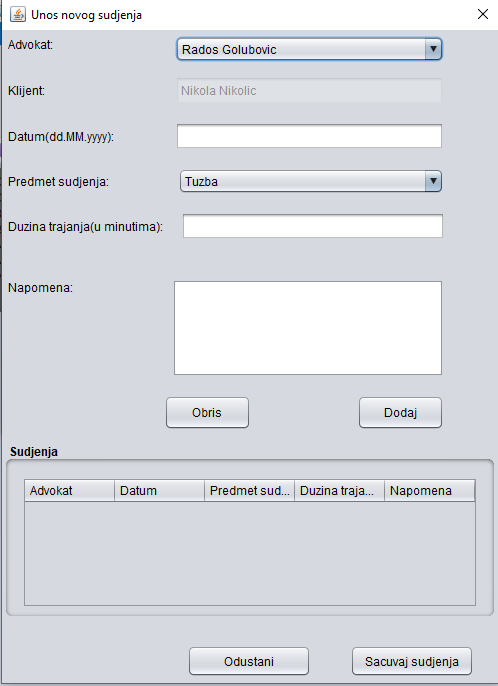 Unos novog sudjenja
Advokat: Rados Golubovic
Klijent: Nikola Nikolic
Datum(dd.MM.yyyy):
Predmet sudjenja: Tuzba
Duzina trajanja(u minutima):
Napomena:
Obris Dodaj
Sudjenja
Advokat Datum Predmet sud... Duzina traja... Napomena
Odustani Sacuvaj sudjenja